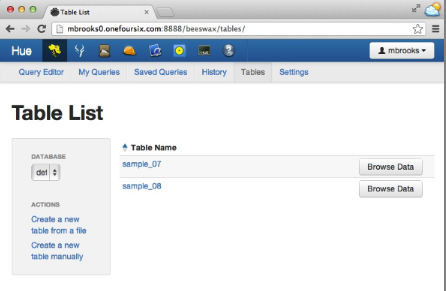 Table List
mbrooks0.onefoursix.com:8888/beeswax/tables/
Hue
mbrooks
Query Editor My Queries Saved Queries History Tables Settings
Table List
DATABASE
def
ACTIONS
Create a new table from a file
Create a new table manually
Table Name
sample_07 Browse Data
sample_08 Browse Data